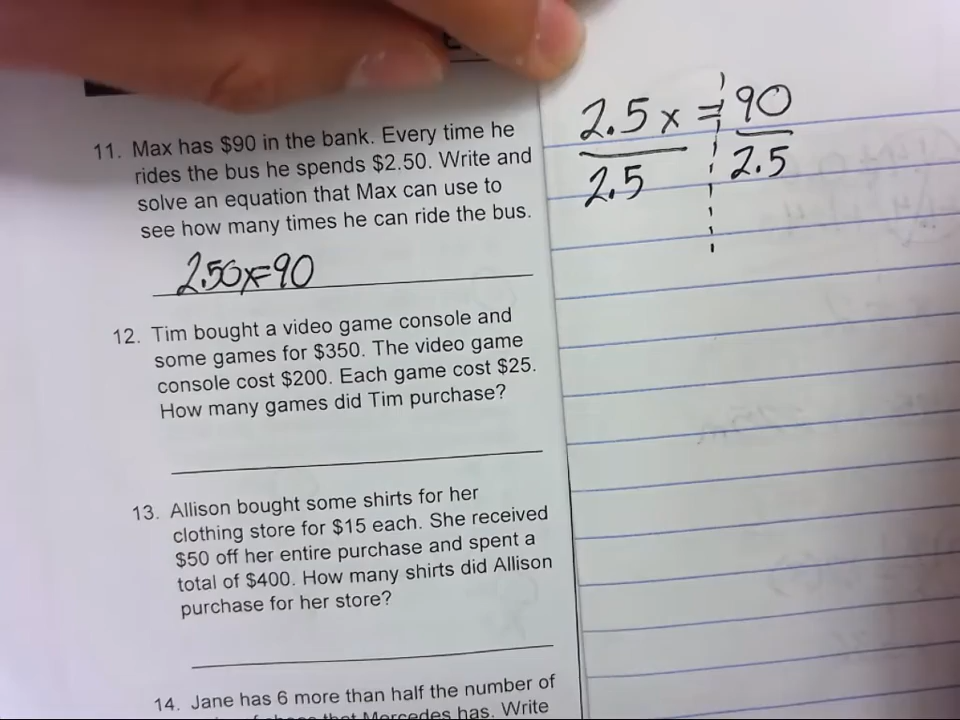 11. Max has $90 in the bank. Every time he
rides the bus he spends $2.50. Write and
solve an equation that Max can use to
see how many times he can ride the bus.
2.50x=90
12. Tim bought a video game console and
some games for $350. The video game
console cost $200. Each game cost $25.
How many games did Tim purchase?
13. Allison bought some shirts for her
clothing store for $15 each. She received
$50 off her entire purchase and spent a
total of $400. How many shirts did Allison
purchase for her store?
14. Jane has 6 more than half the number of
that Mercedes has. Write
2.5x = 90
2.5 2.5